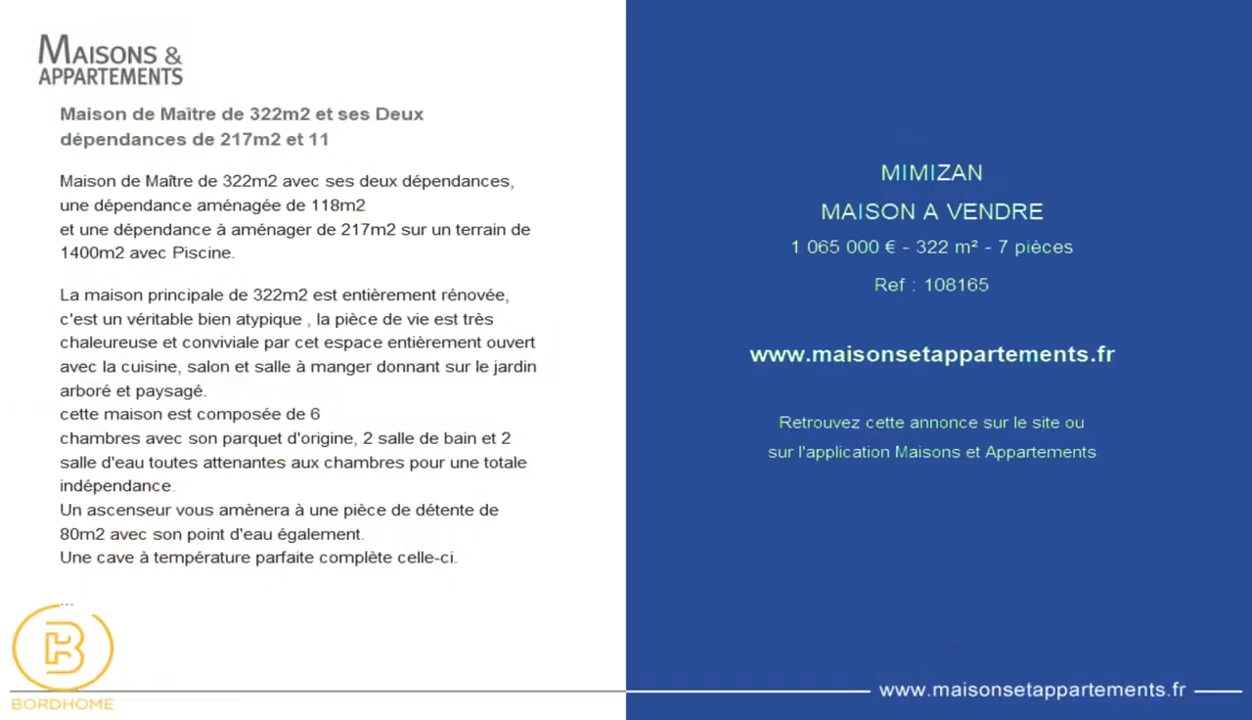 MAISONS &
APPARTEMENTS
Maison de Maître de 322m2 et ses Deux
dépendances de 217m2 et 11
Maison de Maître de 322m2 avec ses deux dépendances,
une dépendance aménagée de 118m2
et une dépendance à aménager de 217m2 sur un terrain de
1400m2 avec Piscine.
La maison principale de 322m2 est entièrement rénovée,
c'est un véritable bien atypique , la pièce de vie est très
chaleureuse et conviviale par cet espace entièrement ouvert
avec la cuisine, salon et salle à manger donnant sur le jardin
arboré et paysagé.
cette maison est composée de 6
chambres avec son parquet d'origine, 2 salle de bain et 2
salle d'eau toutes attenantes aux chambres pour une totale
indépendance.
Un ascenseur vous amènera à une pièce de détente de
80m2 avec son point d'eau également.
Une cave à température parfaite complète celle-ci.
...
BORDHOME
MIMIZAN
MAISON A VENDRE
1 065 000 € - 322 m² - 7 pièces
Ref : 108165
www.maisonsetappartements.fr
Retrouvez cette annonce sur le site ou
sur l'application Maisons et Appartements
www.maisonsetappartements.fr